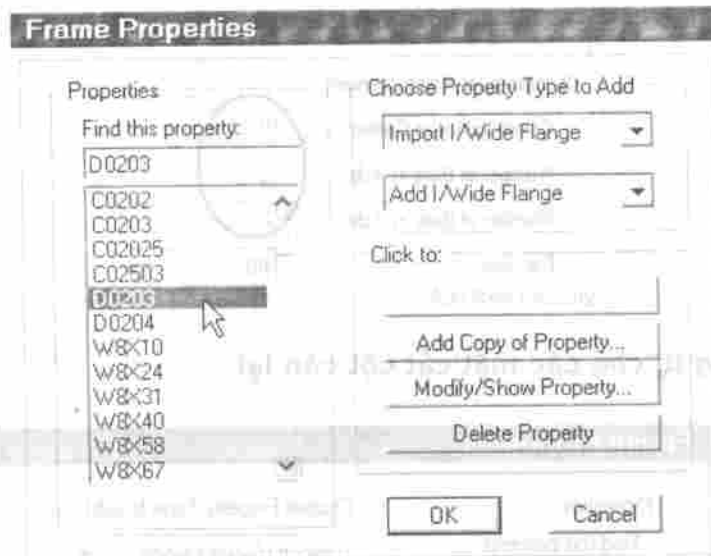 Frame Properties
Properties
Find this property:
D0203
C0202
C0203
C02025
C02503
D0203
D0204
W8X10
W8X24
W8X31
W8X40
W8X58
W8X67
Choose Property Type to Add
Import I/Wide Flange
Add I/Wide Flange
Click to:
Add Copy of Property...
Modify/Show Property...
Delete Property
OK
Cancel